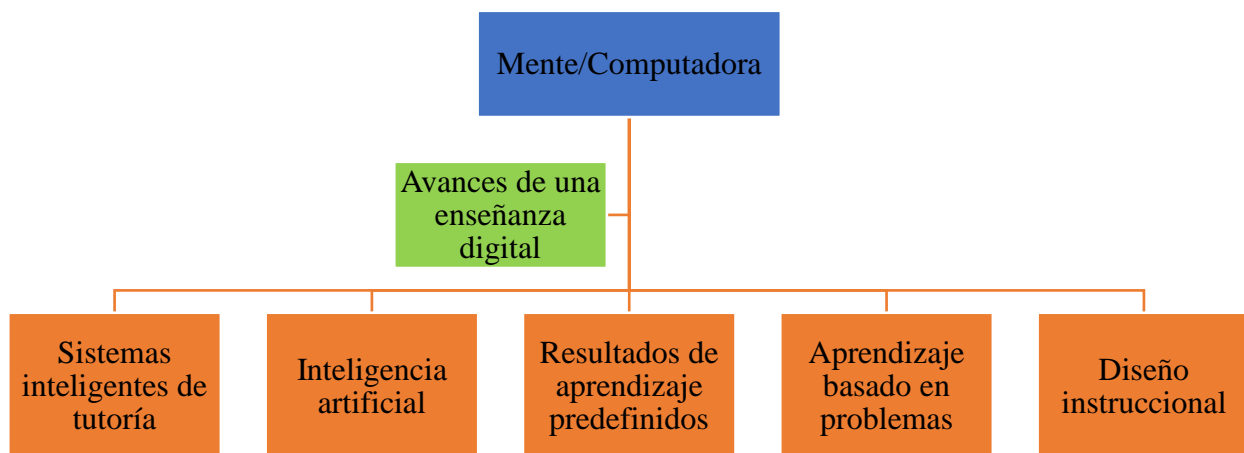 Mente/Computadora
Avances de una
enseñanza
digital
Sistemas
inteligentes de
tutoría
Inteligencia
artificial
Resultados de
aprendizaje
predefinidos
Aprendizaje
basado en
problemas
Diseño
instruccional